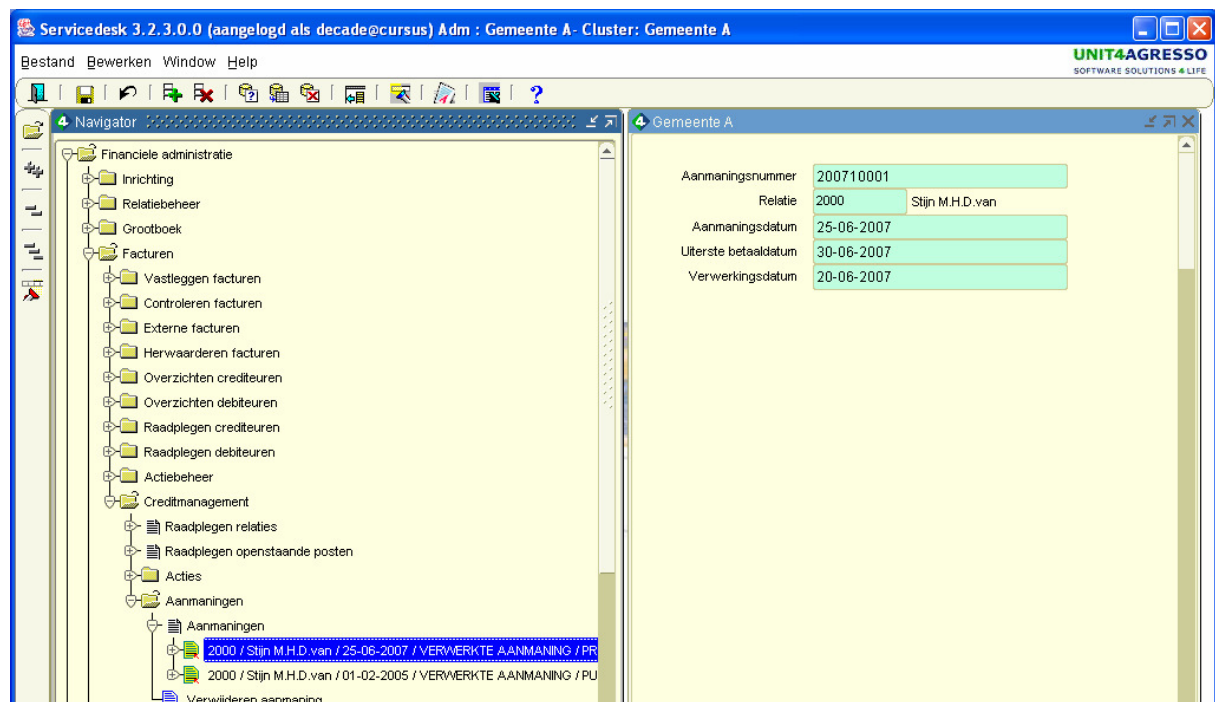 Servicedesk 3.2.3.0.0 (aangelogd als decade@cursus) Adm : Gemeente A- Cluster: Gemeente A
Bestand Bewerken Window Help
UNIT4AGRESSO
SOFTWARE SOLUTIONS 4 LIFE
4 Navigator
Financiele administratie
Inrichting
Relatiebeheer
Grootboek
Facturen
Vastleggen facturen
Controleren facturen
Externe facturen
Herwaarderen facturen
Overzichten crediteuren
Overzichten debiteuren
Raadplegen crediteuren
Raadplegen debiteuren
Actiebeheer
Creditmanagement
Raadplegen relaties
Raadplegen openstaande posten
Acties
Aanmaningen
Aanmaningen
2000 / Stijn M.H.D.van / 25-06-2007 / VERWERKTE AANMANING / PR
2000 / Stijn M.H.D.van / 01-02-2005 / VERWERKTE AANMANING / PU
Verwijderen aanmaning
4 Gemeente A
Aanmaningsnummer 200710001
Relatie 2000 Stijn M.H.D.van
Aanmaningsdatum 25-06-2007
Uiterste betaaldatum 30-06-2007
Verwerkingsdatum 20-06-2007